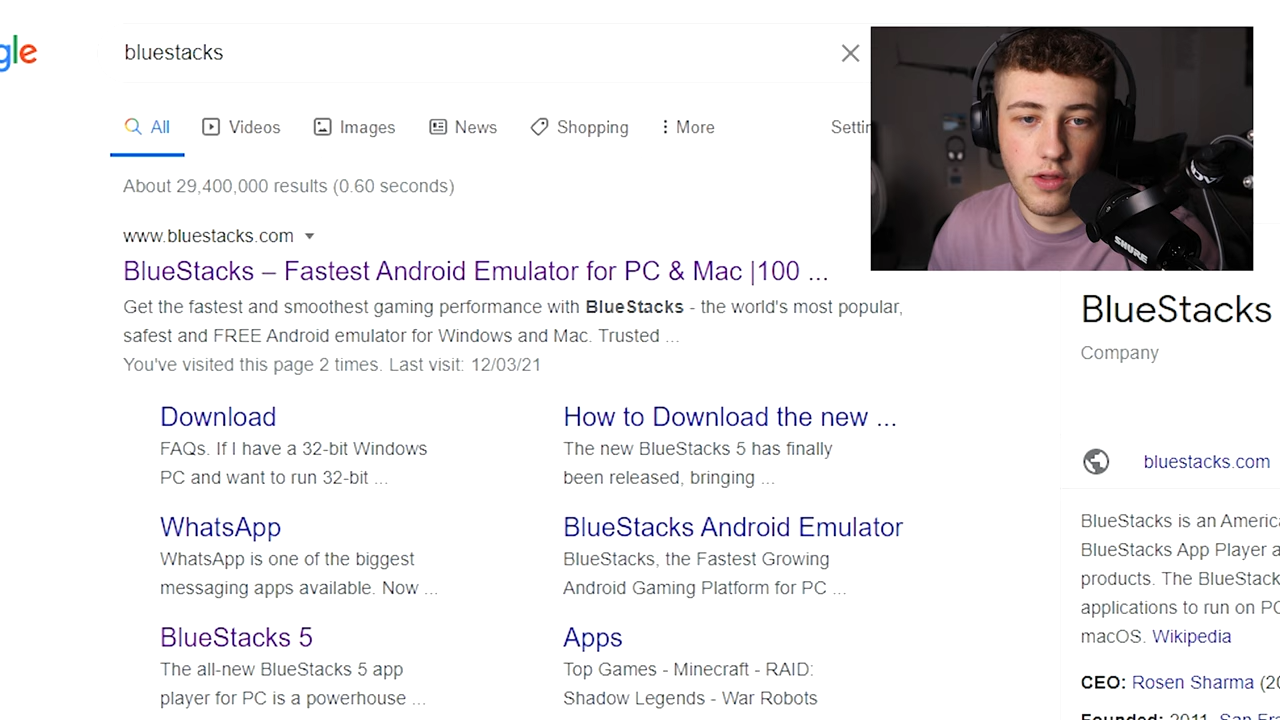 gle
bluestacks
All
Videos
Images
News
Shopping
More
Settin
About 29,400,000 results (0.60 seconds)
www.bluestacks.com
BlueStacks – Fastest Android Emulator for PC & Mac |100 ...
Get the fastest and smoothest gaming performance with BlueStacks - the world's most popular,
safest and FREE Android emulator for Windows and Mac. Trusted ...
You've visited this page 2 times. Last visit: 12/03/21
Download
FAQs. If I have a 32-bit Windows
PC and want to run 32-bit ...
How to Download the new ...
The new BlueStacks 5 has finally
been released, bringing ...
WhatsApp
WhatsApp is one of the biggest
messaging apps available. Now ...
BlueStacks Android Emulator
BlueStacks, the Fastest Growing
Android Gaming Platform for PC ...
BlueStacks 5
The all-new BlueStacks 5 app
player for PC is a powerhouse ...
Apps
Top Games - Minecraft - RAID:
Shadow Legends - War Robots
SHURE
BlueStacks
Company
bluestacks.com
BlueStacks is an America
BlueStacks App Player a
products. The BlueStack
applications to run on PC
macOS. Wikipedia
CEO: Rosen Sharma (20
Founded: 2011, San Fra